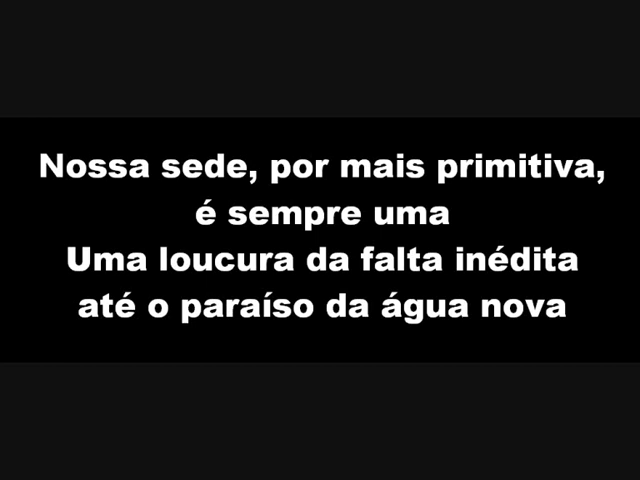 Nossa sede, por mais primitiva,
é sempre uma
Uma loucura da falta inédita
até o paraíso da água nova